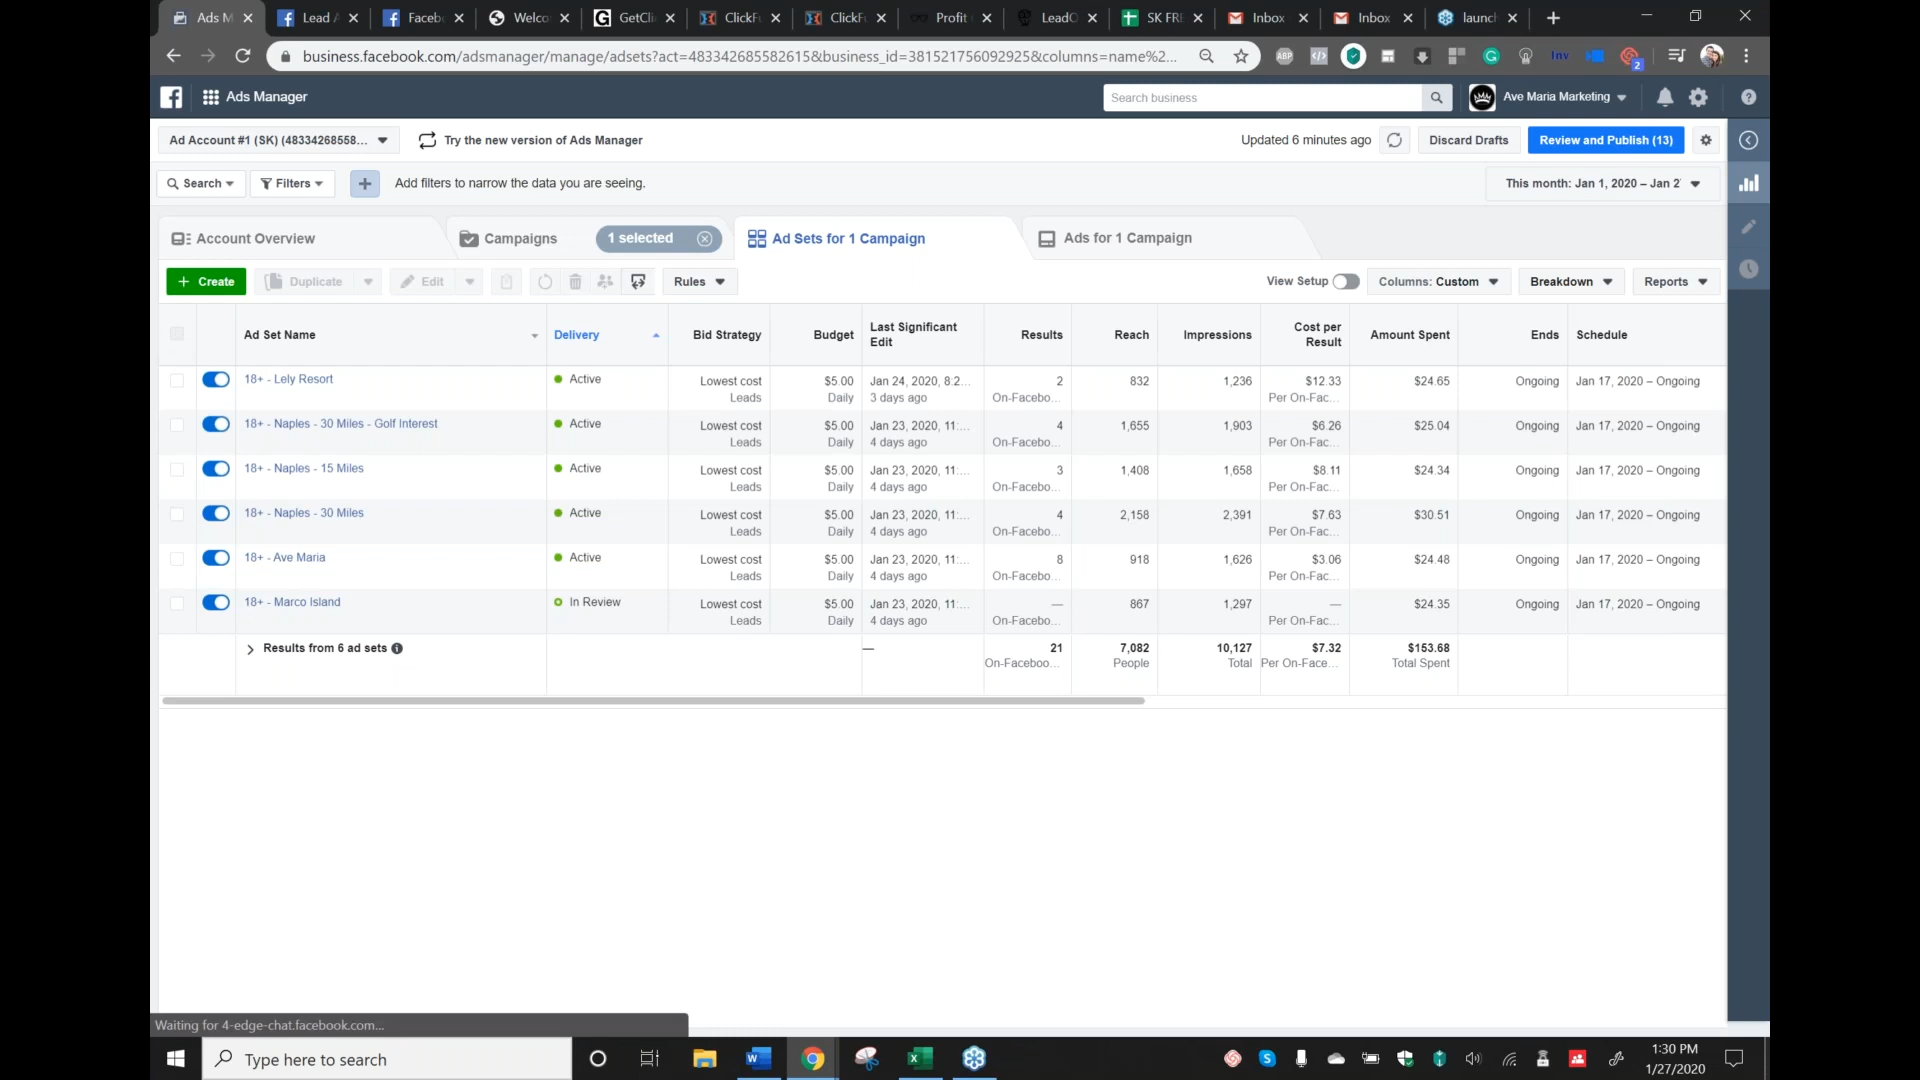 Ads M
Lead A
Facebo
Welco
GetCli
ClickFu
ClickFu
Profit
LeadO
SK FRE
Inbox
Inbox
launc
business.facebook.com/adsmanager/manage/adsets?act=483342685582615&business_id=381521756092925&columns=name%2...
Ads Manager
Search business
Ave Maria Marketing
Ad Account #1 (SK) (48334268558...
Try the new version of Ads Manager
Updated 6 minutes ago
Discard Drafts
Review and Publish (13)
Search
Filters
Add filters to narrow the data you are seeing.
This month: Jan 1, 2020 – Jan 2
Account Overview
Campaigns
1 selected
Ad Sets for 1 Campaign
Ads for 1 Campaign
+ Create
Duplicate
Edit
Rules
View Setup
Columns: Custom
Breakdown
Reports
Ad Set Name
Delivery
Bid Strategy
Budget
Last Significant Edit
Results
Reach
Impressions
Cost per Result
Amount Spent
Ends
Schedule
18+ - Lely Resort Active Lowest cost $5.00 Jan 24, 2020, 8:2... 2 832 1,236 $12.33 $24.65 Ongoing Jan 17, 2020 – Ongoing
Leads Daily 3 days ago On-Facebo... Per On-Fac...
18+ - Naples - 30 Miles - Golf Interest Active Lowest cost $5.00 Jan 23, 2020, 11:... 4 1,655 1,903 $6.26 $25.04 Ongoing Jan 17, 2020 – Ongoing
Leads Daily 4 days ago On-Facebo... Per On-Fac...
18+ - Naples - 15 Miles Active Lowest cost $5.00 Jan 23, 2020, 11:... 3 1,408 1,658 $8.11 $24.34 Ongoing Jan 17, 2020 – Ongoing
Leads Daily 4 days ago On-Facebo... Per On-Fac...
18+ - Naples - 30 Miles Active Lowest cost $5.00 Jan 23, 2020, 11:... 4 2,158 2,391 $7.63 $30.51 Ongoing Jan 17, 2020 – Ongoing
Leads Daily 4 days ago On-Facebo... Per On-Fac...
18+ - Ave Maria Active Lowest cost $5.00 Jan 23, 2020, 11:... 8 918 1,626 $3.06 $24.48 Ongoing Jan 17, 2020 – Ongoing
Leads Daily 4 days ago On-Facebo... Per On-Fac...
18+ - Marco Island In Review Lowest cost $5.00 Jan 23, 2020, 11:... — 867 1,297 — $24.35 Ongoing Jan 17, 2020 – Ongoing
Leads Daily 4 days ago On-Facebo... Per On-Fac...
Results from 6 ad sets — 21 7,082 10,127 $7.32 $153.68
On-Faceboo... People Total Per On-Face... Total Spent
Waiting for 4-edge-chat.facebook.com...
Type here to search
1:30 PM
1/27/2020